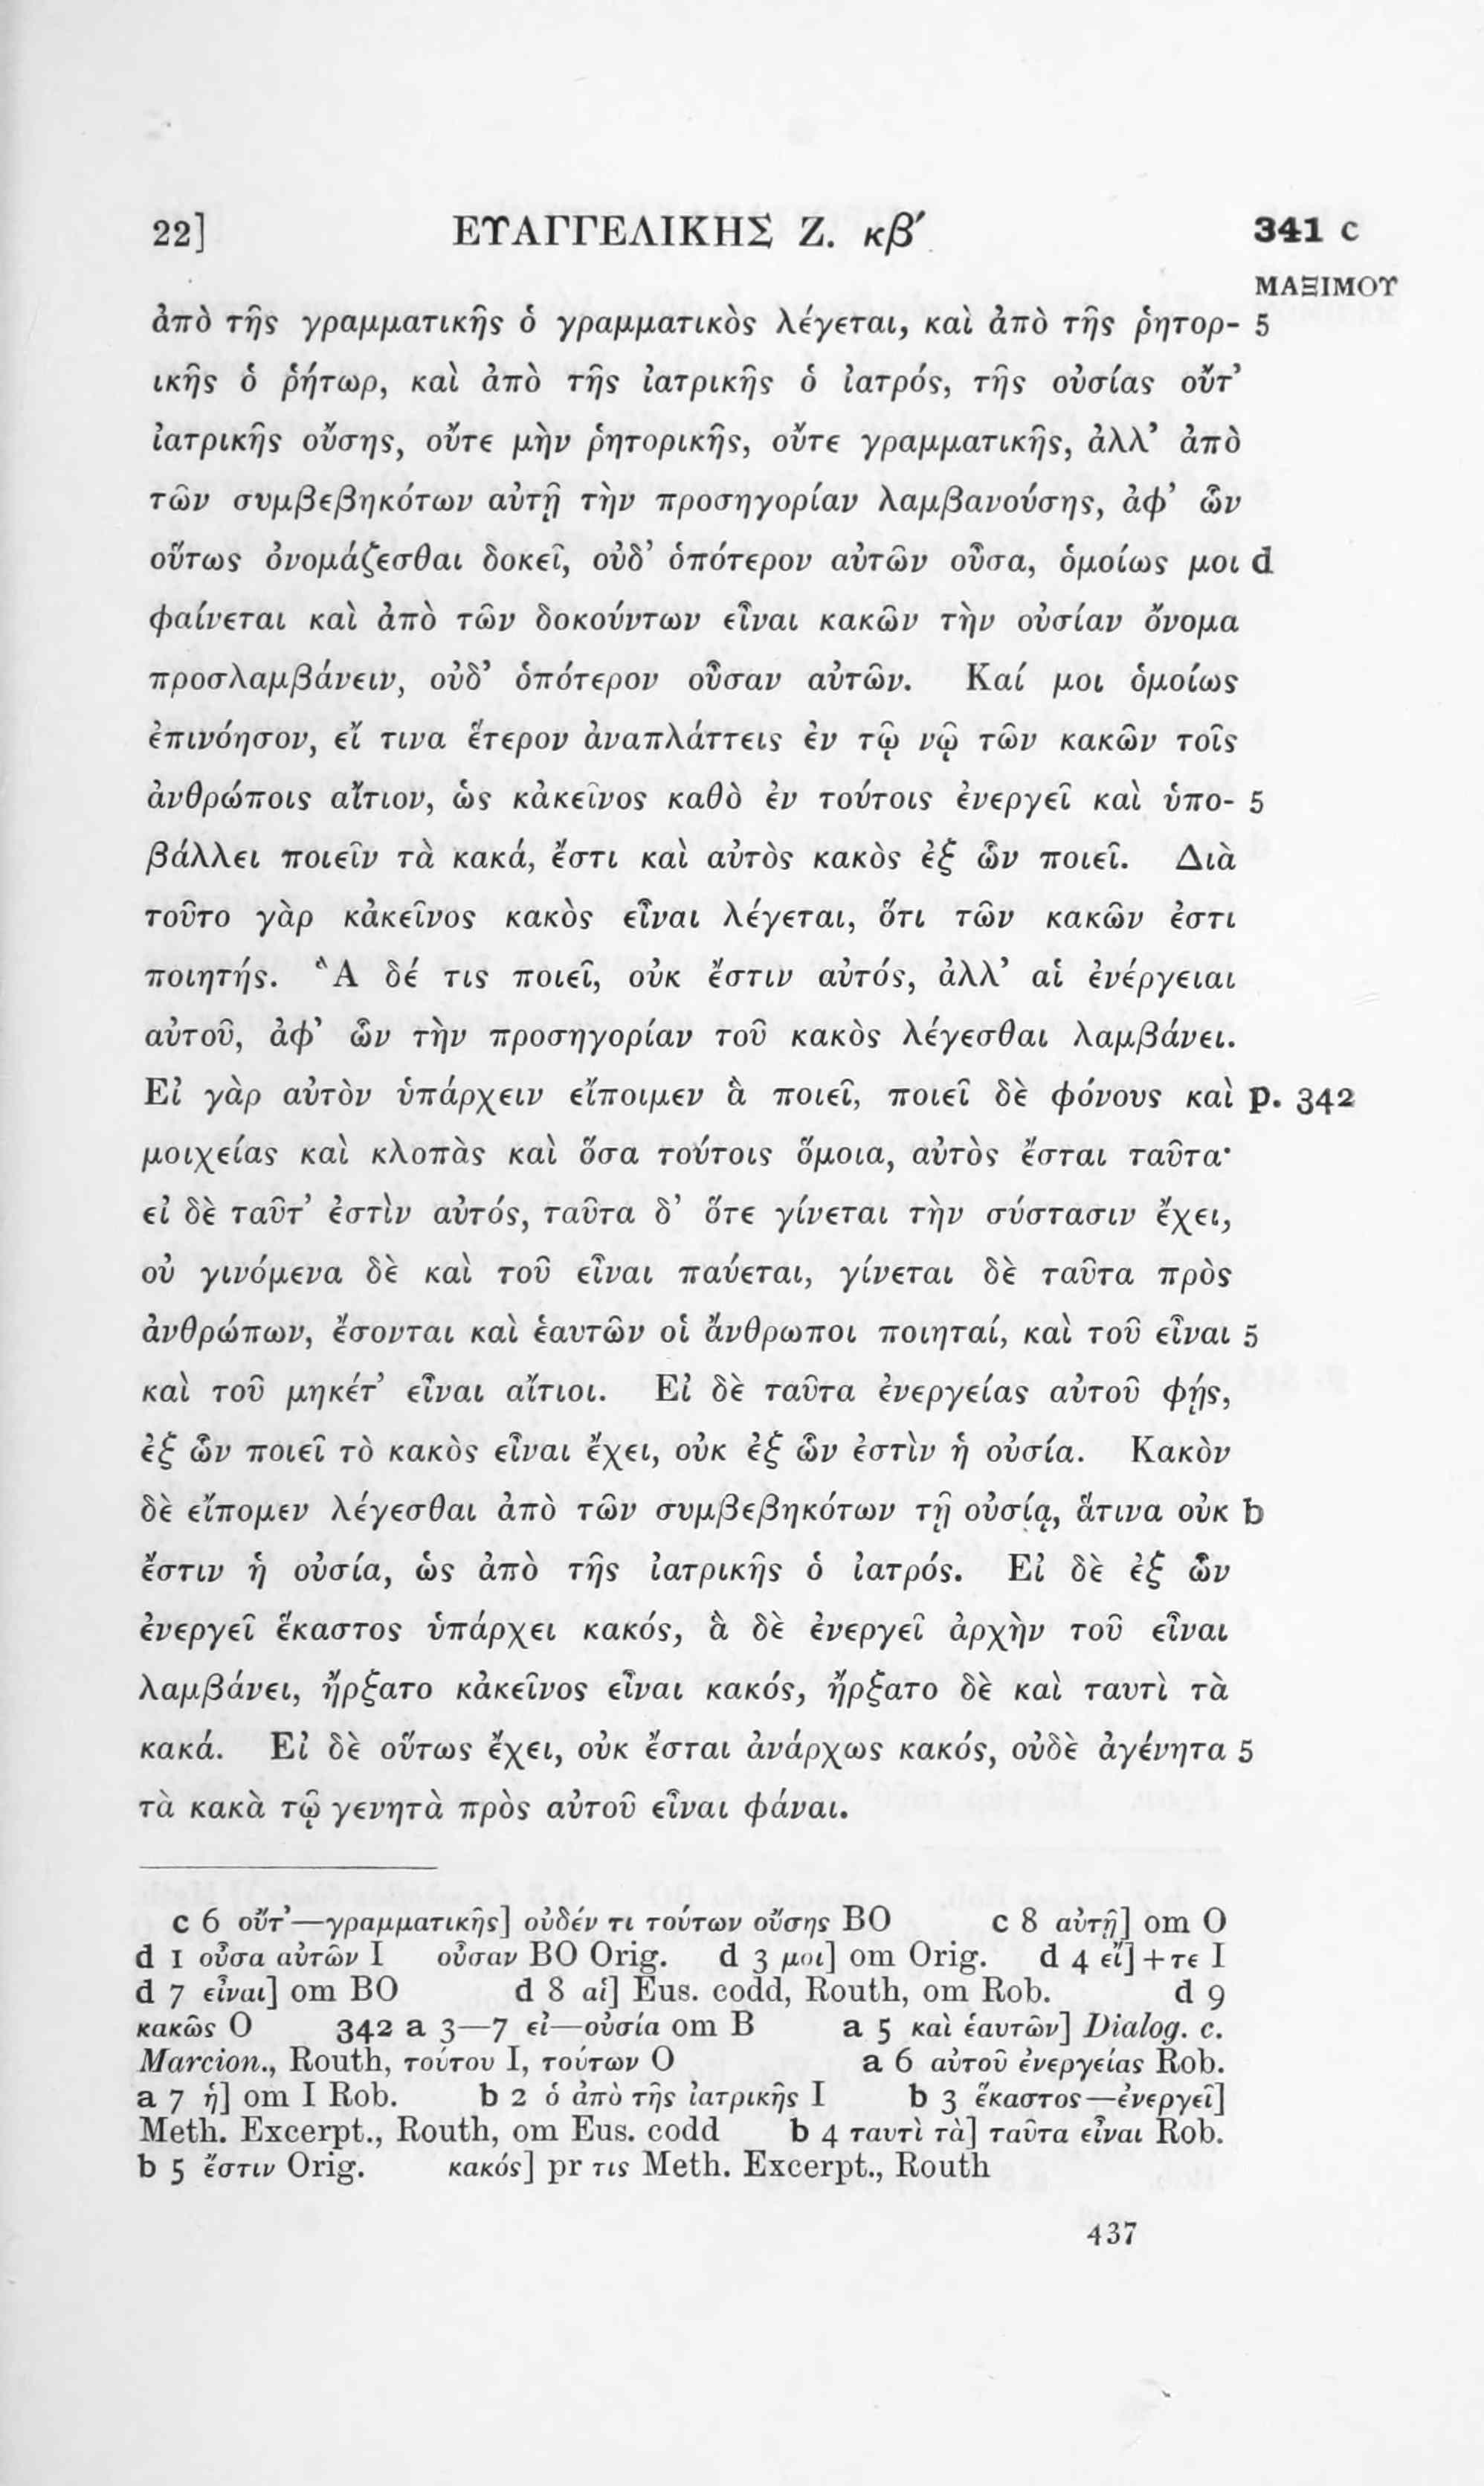 22] ΕΥΑΓΓΕΛΙΚΗΣ Ζ. κβ′ 341 c
ΜΑΞΙΜΟΥ
ἀπὸ τῆς γραμματικῆς ὁ γραμματικὸς λέγεται, καὶ ἀπὸ τῆς ῥητορ- 5
ικῆς ὁ ῥήτωρ, καὶ ἀπὸ τῆς ἰατρικῆς ὁ ἰατρός, τῆς οὐσίας οὔτ᾽
ἰατρικῆς οὔσης, οὔτε μὴν ῥητορικῆς, οὔτε γραμματικῆς, ἀλλ᾽ ἀπὸ
τῶν συμβεβηκότων αὐτῇ τὴν προσηγορίαν λαμβανούσης, ἀφ᾽ ὧν
οὕτως ὀνομάζεσθαι δοκεῖ, οὐδ᾽ ὁπότερον αὐτῶν οὖσα, ὁμοίως μοι d
φαίνεται καὶ ἀπὸ τῶν δοκούντων εἶναι κακῶν τὴν οὐσίαν ὄνομα
προσλαμβάνειν, οὐδ᾽ ὁπότερον οὖσαν αὐτῶν. Καί μοι ὁμοίως
ἐπινόησον, εἴ τινα ἕτερον ἀναπλάττεις ἐν τῷ νῷ τῶν κακῶν τοῖς
ἀνθρώποις αἴτιον, ὡς κἀκεῖνος καθὸ ἐν τούτοις ἐνεργεῖ καὶ ὑπο- 5
βάλλει ποιεῖν τὰ κακά, ἔστι καὶ αὐτὸς κακὸς ἐξ ὧν ποιεῖ. Διὰ
τοῦτο γὰρ κἀκεῖνος κακὸς εἶναι λέγεται, ὅτι τῶν κακῶν ἐστι
ποιητής. Ἃ δέ τις ποιεῖ, οὐκ ἔστιν αὐτός, ἀλλ᾽ αἱ ἐνέργειαι
αὐτοῦ, ἀφ᾽ ὧν τὴν προσηγορίαν τοῦ κακὸς λέγεσθαι λαμβάνει.
Εἰ γὰρ αὐτὸν ὑπάρχειν εἴποιμεν ἃ ποιεῖ, ποιεῖ δὲ φόνους καὶ p. 342
μοιχείας καὶ κλοπὰς καὶ ὅσα τούτοις ὅμοια, αὐτὸς ἔσται ταῦτα·
εἰ δὲ ταῦτ᾽ ἐστὶν αὐτός, ταῦτα δ᾽ ὅτε γίνεται τὴν σύστασιν ἔχει,
οὐ γινόμενα δὲ καὶ τοῦ εἶναι παύεται, γίνεται δὲ ταῦτα πρὸς
ἀνθρώπων, ἔσονται καὶ ἑαυτῶν οἱ ἄνθρωποι ποιηταί, καὶ τοῦ εἶναι 5
καὶ τοῦ μηκέτ᾽ εἶναι αἴτιοι. Εἰ δὲ ταῦτα ἐνεργείας αὐτοῦ φῄς,
ἐξ ὧν ποιεῖ τὸ κακὸς εἶναι ἔχει, οὐκ ἐξ ὧν ἐστὶν ἡ οὐσία. Κακὸν
δὲ εἴπομεν λέγεσθαι ἀπὸ τῶν συμβεβηκότων τῇ οὐσίᾳ, ἅτινα οὐκ b
ἔστιν ἡ οὐσία, ὡς ἀπὸ τῆς ἰατρικῆς ὁ ἰατρός. Εἰ δὲ ἐξ ὧν
ἐνεργεῖ ἕκαστος ὑπάρχει κακός, ἃ δὲ ἐνεργεῖ ἀρχὴν τοῦ εἶναι
λαμβάνει, ἤρξατο κἀκεῖνος εἶναι κακός, ἤρξατο δὲ καὶ ταυτὶ τὰ
κακά. Εἰ δὲ οὕτως ἔχει, οὐκ ἔσται ἀνάρχως κακός, οὐδὲ ἀγένητα 5
τὰ κακὰ τῷ γενητὰ πρὸς αὐτοῦ εἶναι φάναι.
c 6 οὔτ᾽—γραμματικῆς] οὐδέν τι τούτων οὔσης BO c 8 αὐτῇ] om O
d 1 οὖσα αὐτῶν I οὖσαν BO Orig. d 3 μοι] om Orig. d 4 εἴ] + τε I
d 7 εἶναι] om BO d 8 αἱ] Eus. codd, Routh, om Rob. d 9
κακῶς O 342 a 3—7 εἰ—οὐσία om B a 5 καὶ ἑαυτῶν] Dialog. c.
Marcion., Routh, τούτου I, τούτων O a 6 αὐτοῦ ἐνεργείας Rob.
a 7 ἡ] om I Rob. b 2 ὁ ἀπὸ τῆς ἰατρικῆς I b 3 ἕκαστος—ἐνεργεῖ]
Meth. Excerpt., Routh, om Eus. codd b 4 ταυτὶ τὰ] ταῦτα εἶναι Rob.
b 5 ἔστιν Orig. κακός] pr τις Meth. Excerpt., Routh
437